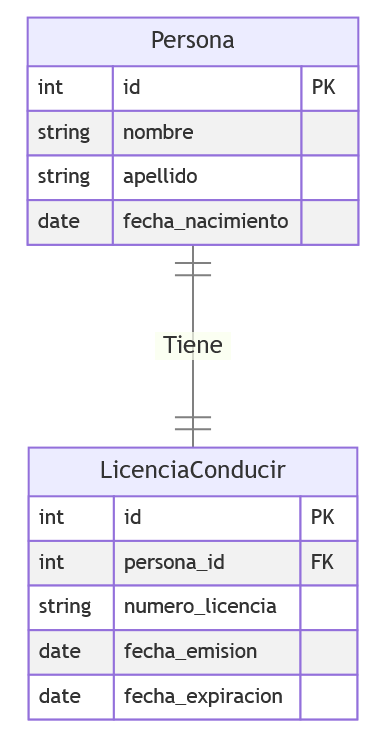 Persona
int id PK
string nombre
string apellido
date fecha_nacimiento
Tiene
LicenciaConducir
int id PK
int persona_id FK
string numero_licencia
date fecha_emision
date fecha_expiracion